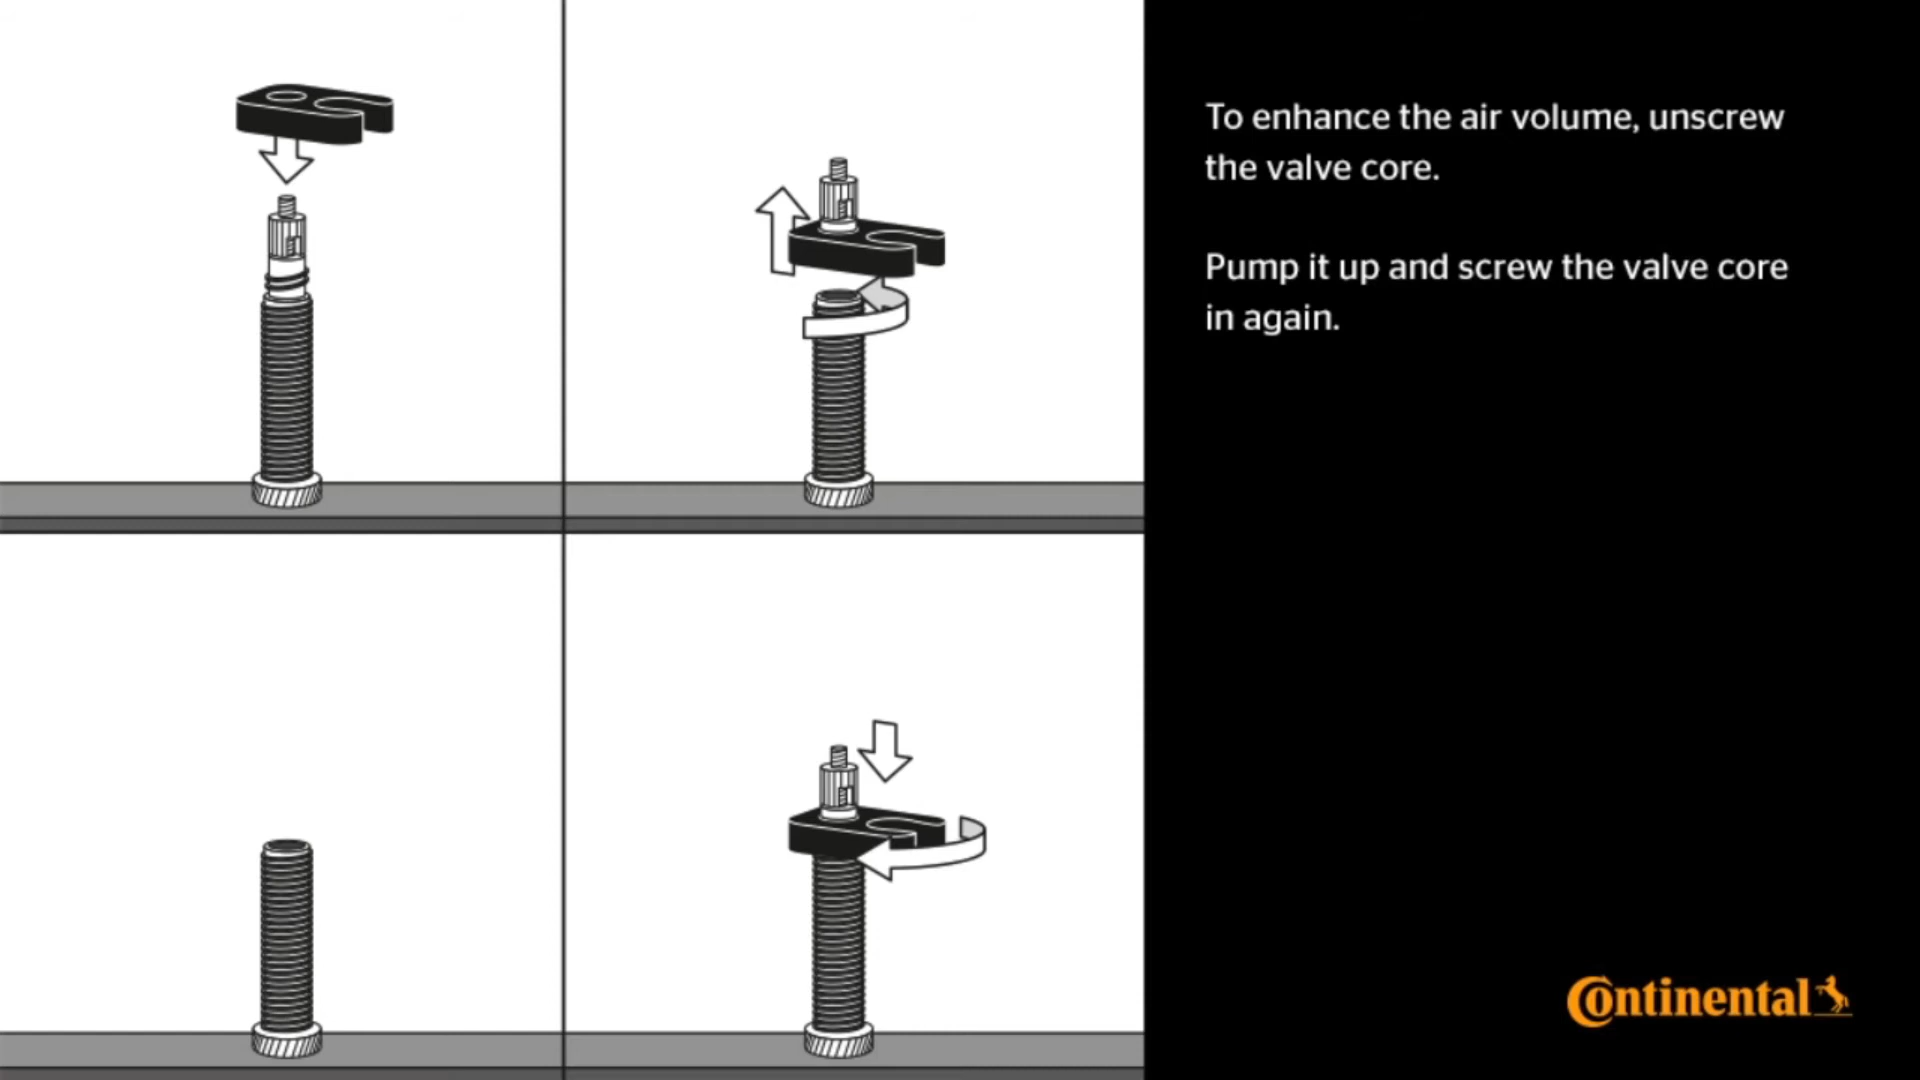 To enhance the air volume, unscrew
the valve core.
Pump it up and screw the valve core
in again.
Continental